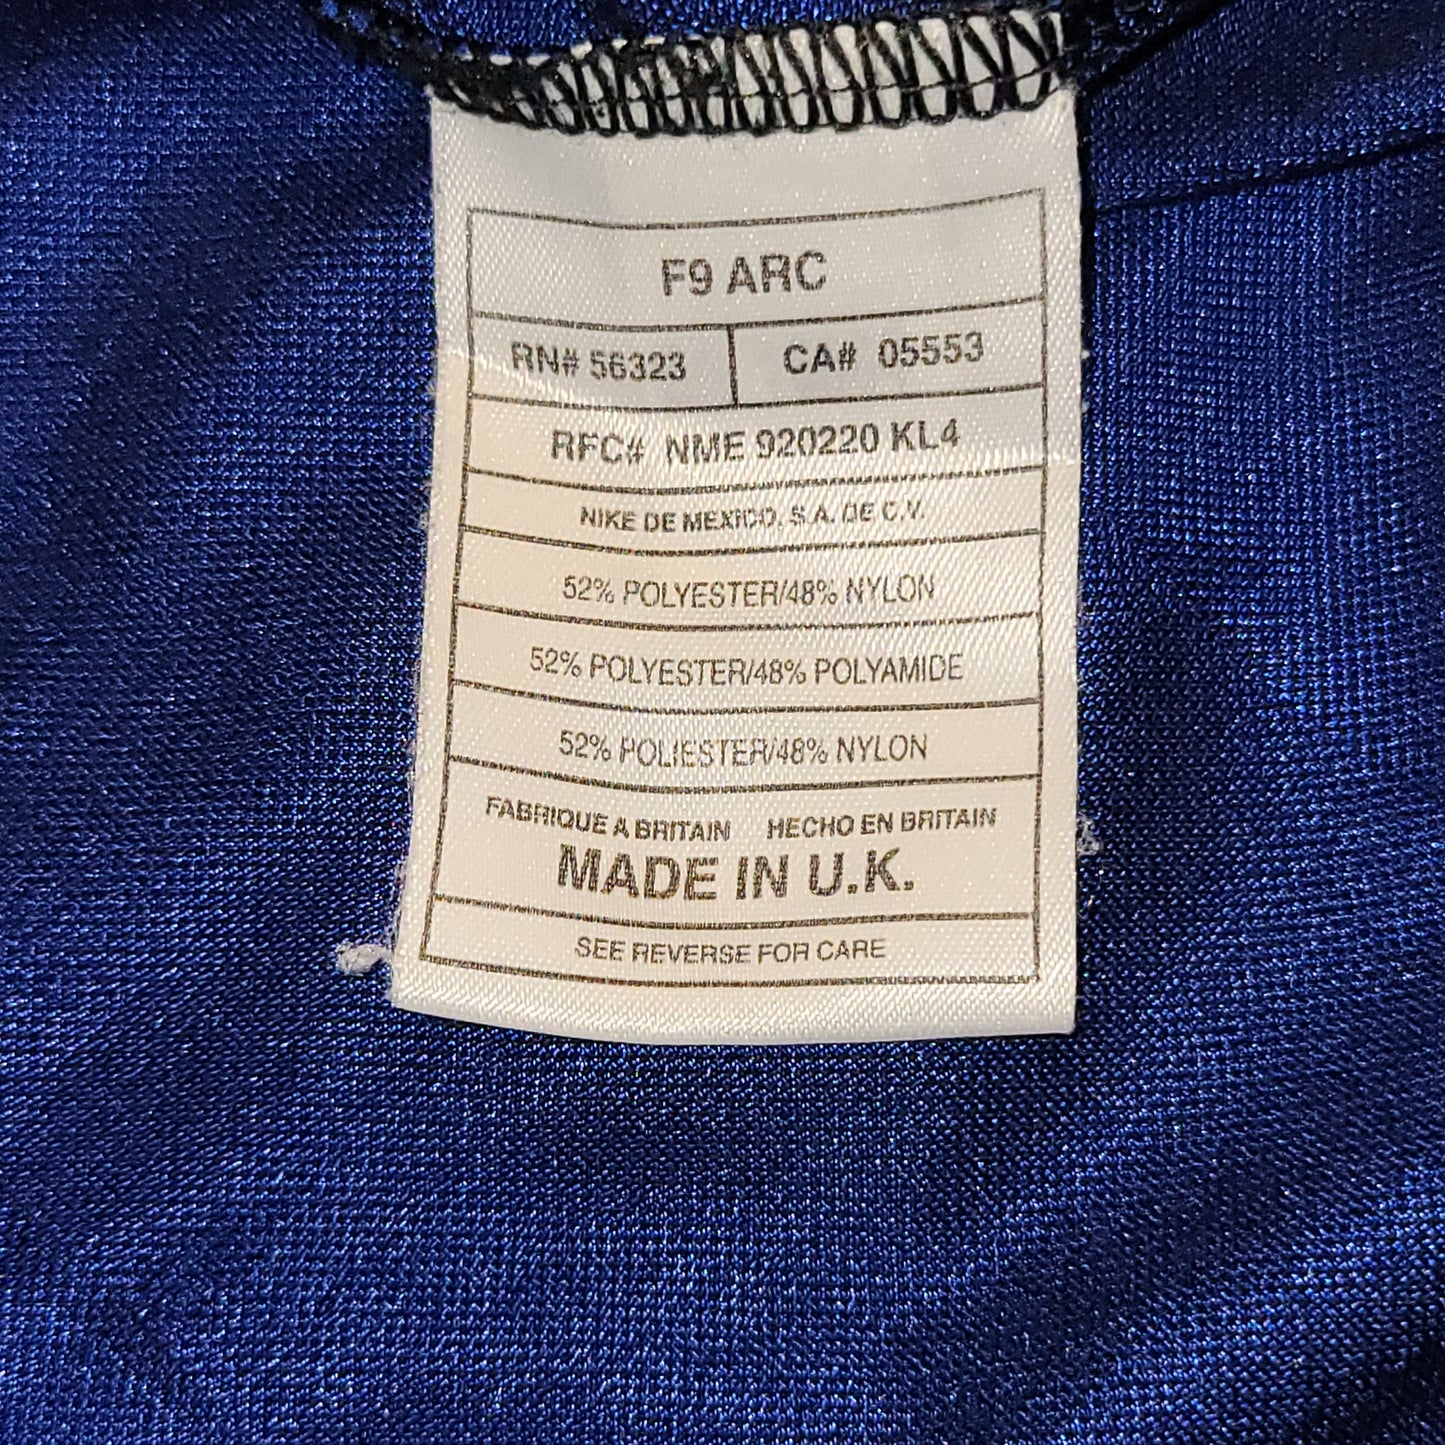 F9 ARC
RN# 56323 CA# 05553
RFC# NME 920220 KL4
NIKE DE MEXICO, S.A. DE C.V.
52% POLYESTER/48% NYLON
52% POLYESTER/48% POLYAMIDE
52% POLIESTER/48% NYLON
FABRIQUE A BRITAIN HECHO EN BRITAIN
MADE IN U.K.
SEE REVERSE FOR CARE